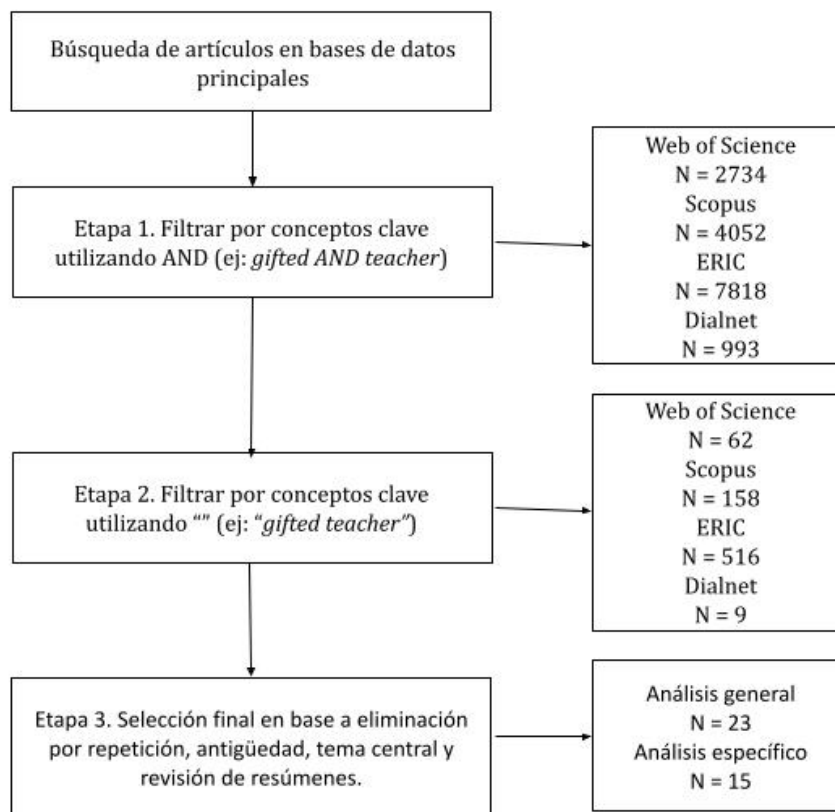 Búsqueda de artículos en bases de datos
principales
Etapa 1. Filtrar por conceptos clave
utilizando AND (ej: gifted AND teacher)
Web of Science
N = 2734
Scopus
N = 4052
ERIC
N = 7818
Dialnet
N = 993
Etapa 2. Filtrar por conceptos clave
utilizando “” (ej: “gifted teacher”)
Web of Science
N = 62
Scopus
N = 158
ERIC
N = 516
Dialnet
N = 9
Etapa 3. Selección final en base a eliminación
por repetición, antigüedad, tema central y
revisión de resúmenes.
Análisis general
N = 23
Análisis específico
N = 15